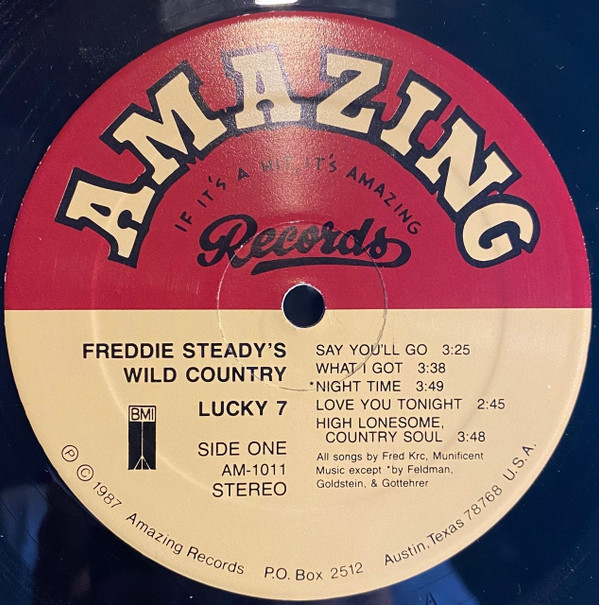 AMAZING
IF IT'S A HIT, IT'S AMAZING
Records
FREDDIE STEADY'S
WILD COUNTRY
LUCKY 7
BMI
SIDE ONE
AM-1011
STEREO
SAY YOU'LL GO 3:25
WHAT I GOT 3:38
*NIGHT TIME 3:49
LOVE YOU TONIGHT 2:45
HIGH LONESOME,
COUNTRY SOUL 3:48
All songs by Fred Krc, Munificent
Music except *by Feldman,
Goldstein, & Gottehrer
℗ © 1987 Amazing Records P.O. Box 2512 Austin, Texas 78768 U.S.A.
A